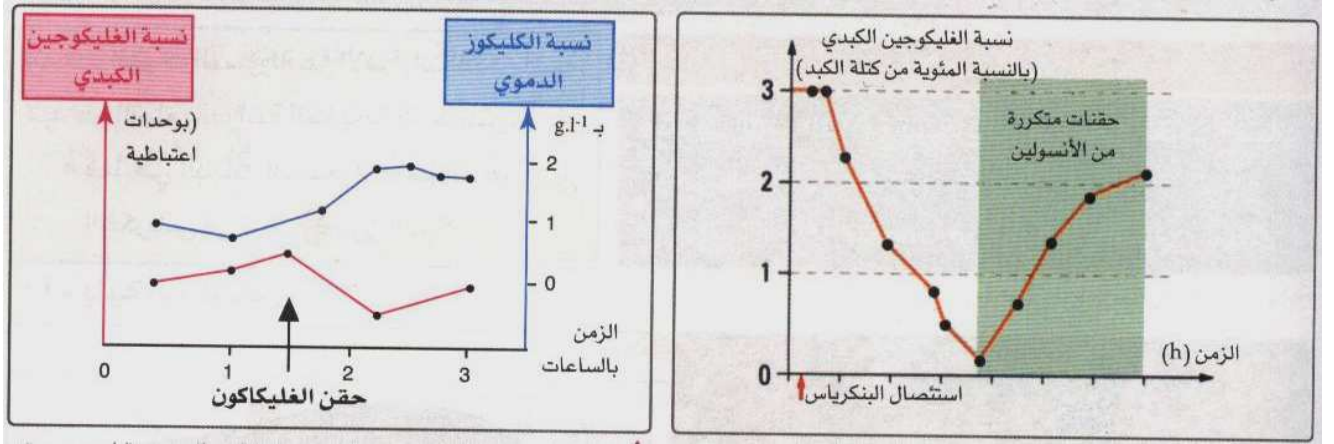 نسبة الغليكوجين الكبدي
(بالنسبة المئوية من كتلة الكبد)
3
2
1
0
حقنات متكررة
من الأنسولين
الزمن (h)
استئصال البنكرياس
نسبة الكليكوز
الدموي
نسبة الغليكوجين
الكبدي
بـ g.l-1
(بوحدات
اعتباطية
2
1
0
الزمن
بالساعات
0 1 2 3
حقن الغليكاكون